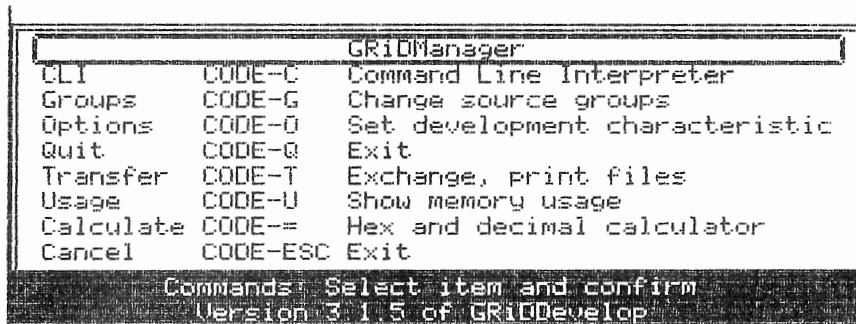 GRiDManager
CLI CODE-C Command Line Interpreter
Groups CODE-G Change source groups
Options CODE-O Set development characteristic
Quit CODE-Q Exit
Transfer CODE-T Exchange, print files
Usage CODE-U Show memory usage
Calculate CODE-= Hex and decimal calculator
Cancel CODE-ESC Exit
Commands: Select item and confirm
Version 3.1.5 of GRiDDevelop